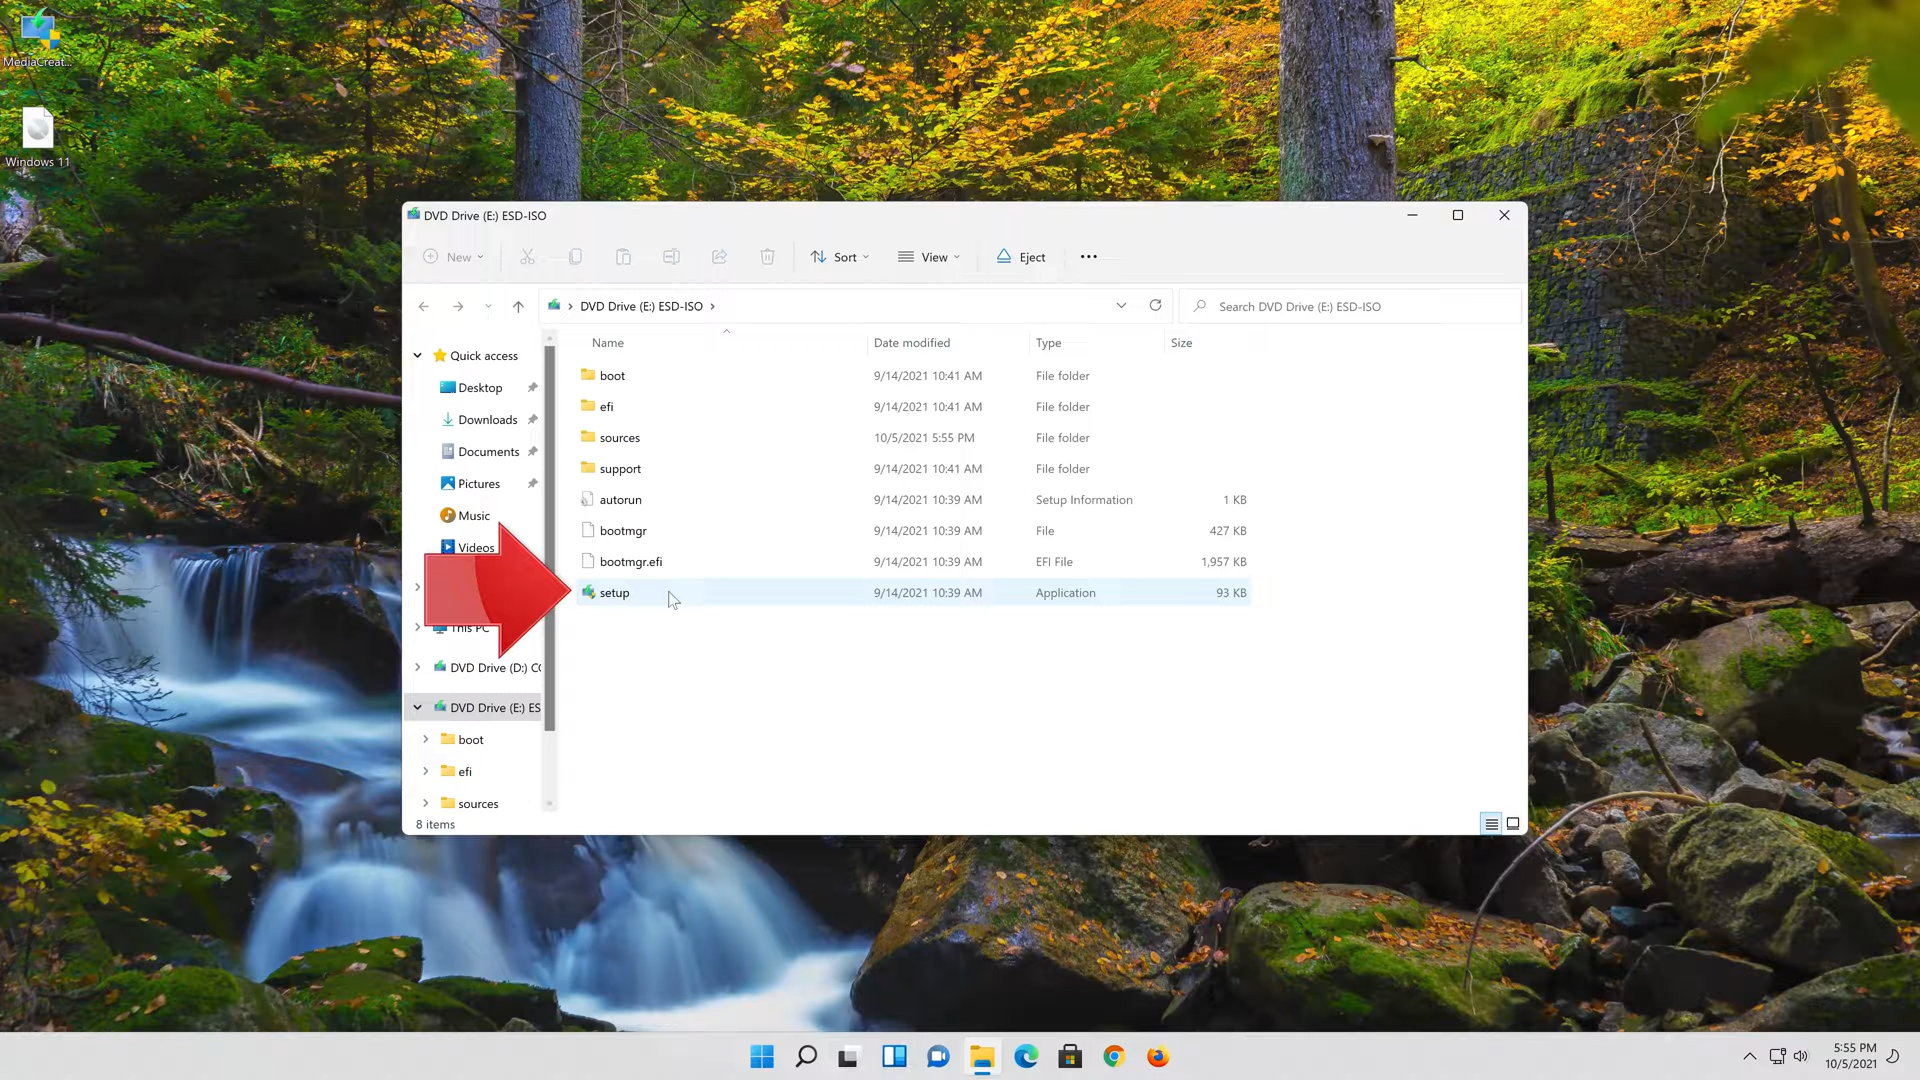 MediaCreat...
Windows 11
DVD Drive (E:) ESD-ISO
New
Sort
View
Eject
DVD Drive (E:) ESD-ISO
Search DVD Drive (E:) ESD-ISO
Name Date modified Type Size
Quick access
Desktop
Downloads
Documents
Pictures
Music
Videos
This PC
DVD Drive (D:) CC
DVD Drive (E:) ES
boot
efi
sources
boot 9/14/2021 10:41 AM File folder
efi 9/14/2021 10:41 AM File folder
sources 10/5/2021 5:55 PM File folder
support 9/14/2021 10:41 AM File folder
autorun 9/14/2021 10:39 AM Setup Information 1 KB
bootmgr 9/14/2021 10:39 AM File 427 KB
bootmgr.efi 9/14/2021 10:39 AM EFI File 1,957 KB
setup 9/14/2021 10:39 AM Application 93 KB
8 items
5:55 PM
10/5/2021